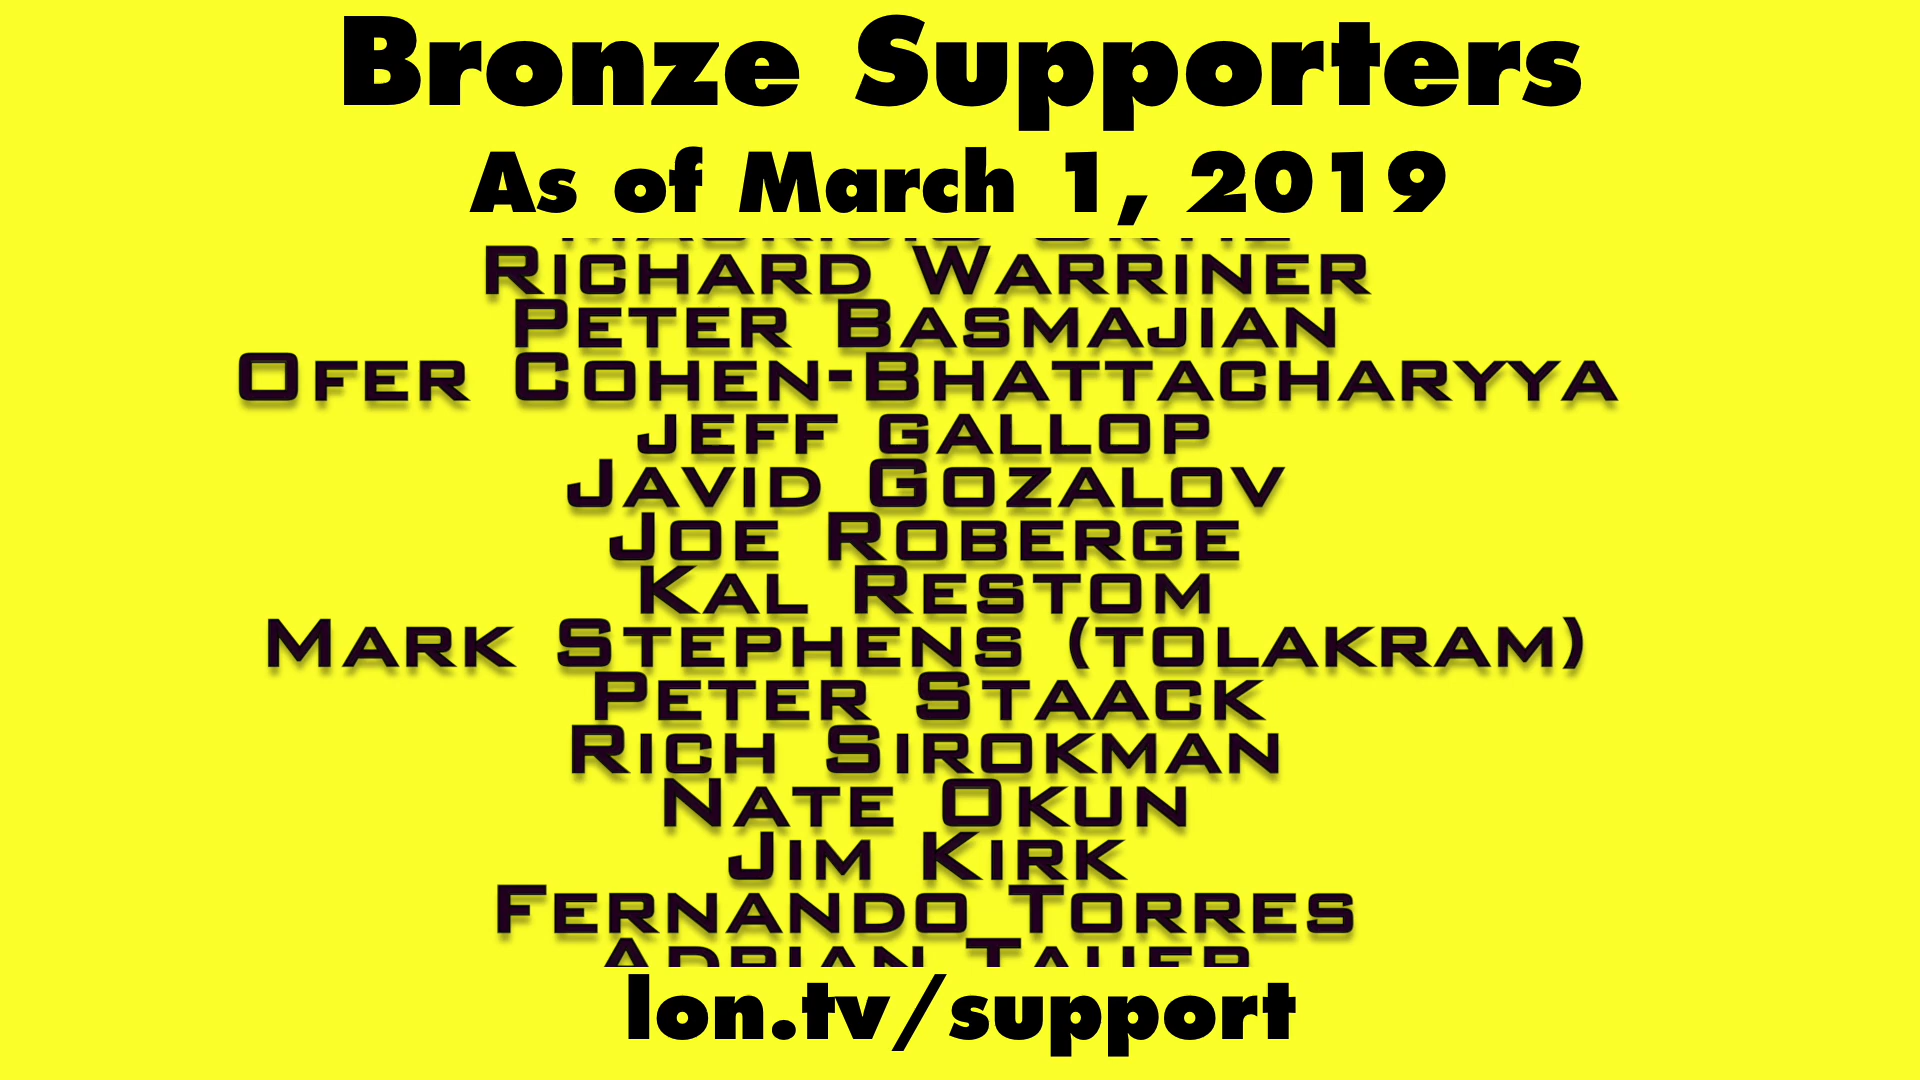 Bronze Supporters
As of March 1, 2019
Richard Warriner
Peter Basmajian
Ofer Cohen-Bhattacharyya
jeff gallop
Javid Gozalov
Joe Roberge
Kal Restom
Mark Stephens (tolakram)
Peter Staack
Rich Sirokman
Nate Okun
Jim Kirk
Fernando Torres
Adrian
lon.tv/support